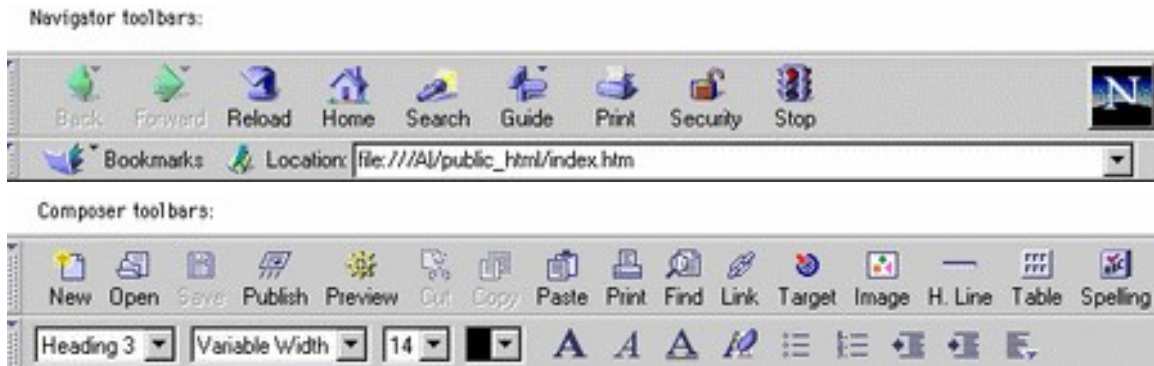 Navigator toolbars:
Back Forward Reload Home Search Guide Print Security Stop N
Bookmarks Location: file:///A|/public_html/index.htm
Composer toolbars:
New Open Save Publish Preview Cut Copy Paste Print Find Link Target Image H. Line Table Spelling
Heading 3 Variable Width 14 A A A